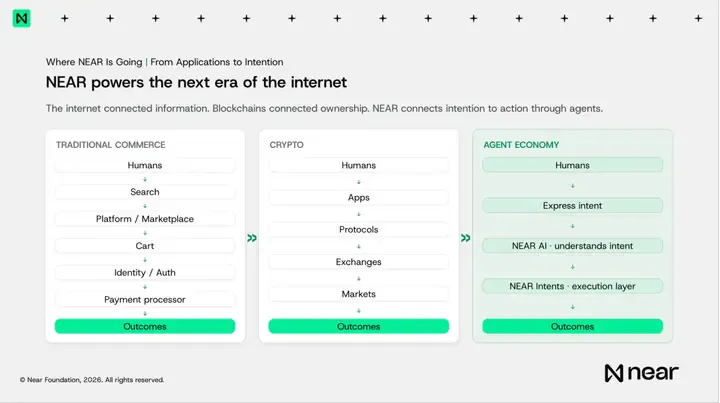 Where NEAR Is Going | From Applications to Intention
NEAR powers the next era of the internet
The internet connected information. Blockchains connected ownership. NEAR connects intention to action through agents.
TRADITIONAL COMMERCE
Humans
↓
Search
↓
Platform / Marketplace
↓
Cart
↓
Identity / Auth
↓
Payment processor
↓
Outcomes
»
CRYPTO
Humans
↓
Apps
↓
Protocols
↓
Exchanges
↓
Markets
↓
Outcomes
»
AGENT ECONOMY
Humans
↓
Express intent
↓
NEAR AI · understands intent
↓
NEAR Intents · execution layer
↓
Outcomes
© Near Foundation, 2026. All rights reserved.
near